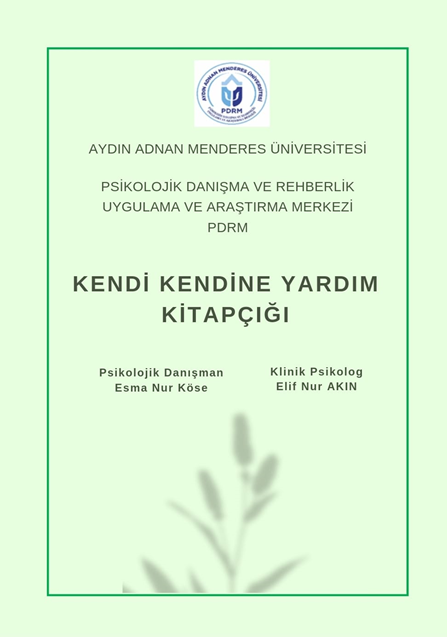 AYDIN ADNAN MENDERES ÜNİVERSİTESİ
PDRM
AYDIN ADNAN MENDERES ÜNİVERSİTESİ
PSİKOLOJİK DANIŞMA VE REHBERLİK
UYGULAMA VE ARAŞTIRMA MERKEZİ
PDRM
KENDİ KENDİNE YARDIM
KİTAPÇIĞI
Psikolojik Danışman
Esma Nur Köse
Klinik Psikolog
Elif Nur AKIN